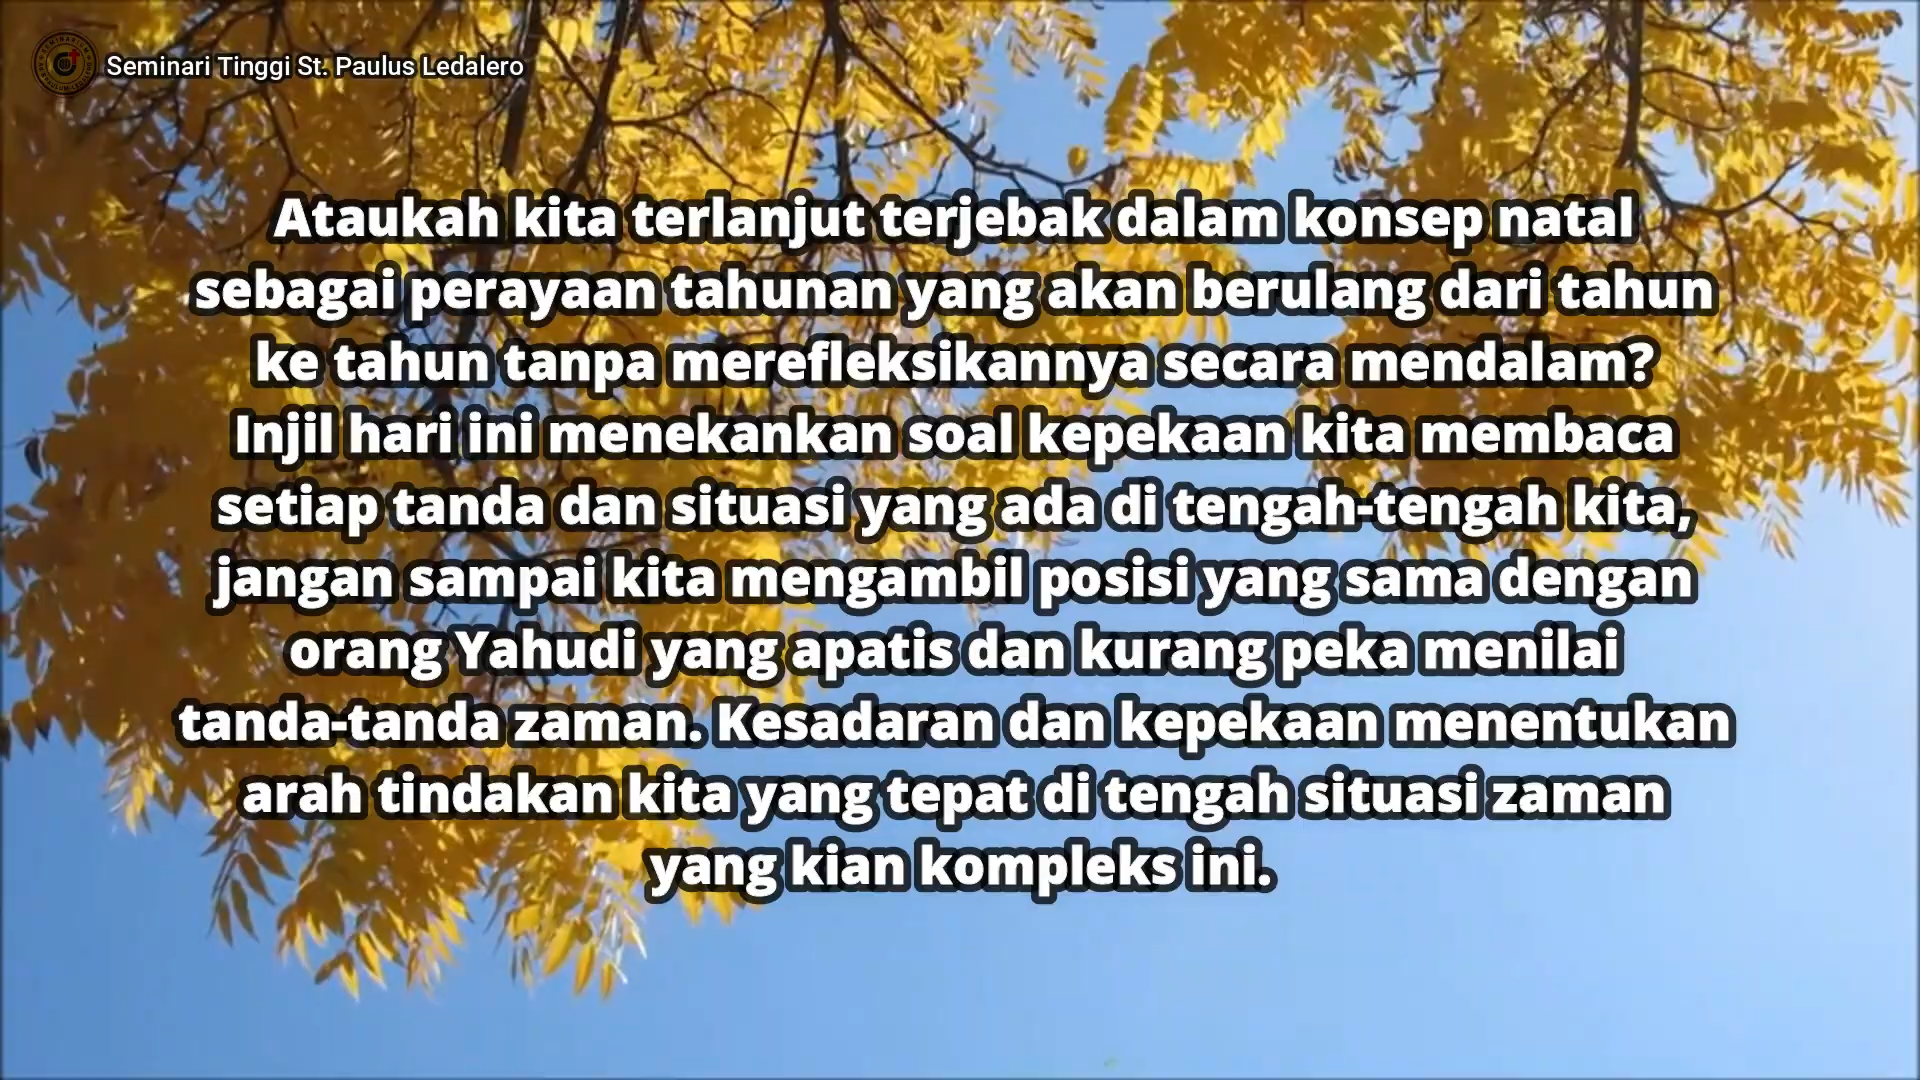 Seminari Tinggi St. Paulus Ledalero
Ataukah kita terlanjut terjebak dalam konsep natal
sebagai perayaan tahunan yang akan berulang dari tahun
ke tahun tanpa merefleksikannya secara mendalam?
Injil hari ini menekankan soal kepekaan kita membaca
setiap tanda dan situasi yang ada di tengah-tengah kita,
jangan sampai kita mengambil posisi yang sama dengan
orang Yahudi yang apatis dan kurang peka menilai
tanda-tanda zaman. Kesadaran dan kepekaan menentukan
arah tindakan kita yang tepat di tengah situasi zaman
yang kian kompleks ini.